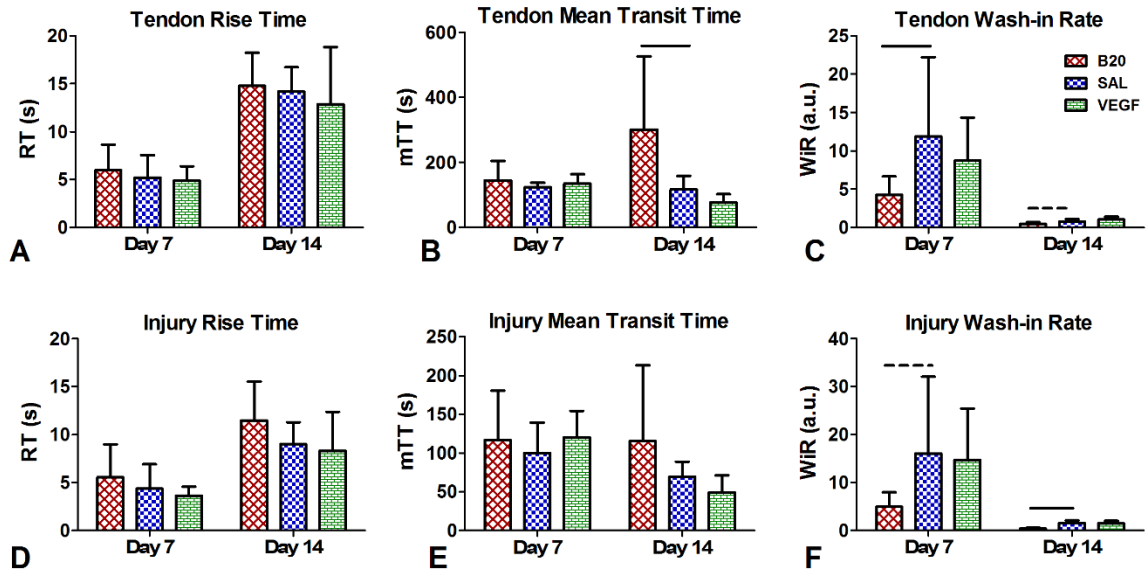 Tendon Rise Time
RT (s)
20
15
10
5
0
Day 7
Day 14
A
Tendon Mean Transit Time
mTT (s)
600
400
200
0
Day 7
Day 14
B
Tendon Wash-in Rate
WiR (a.u.)
25
20
15
10
5
0
B20
SAL
VEGF
Day 7
Day 14
C
Injury Rise Time
RT (s)
20
15
10
5
0
Day 7
Day 14
D
Injury Mean Transit Time
mTT (s)
250
200
150
100
50
0
Day 7
Day 14
E
Injury Wash-in Rate
WiR (a.u.)
40
30
20
10
0
Day 7
Day 14
F